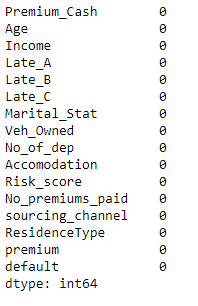 Premium_Cash 0
Age 0
Income 0
Late_A 0
Late_B 0
Late_C 0
Marital_Stat 0
Veh_Owned 0
No_of_dep 0
Accomodation 0
Risk_score 0
No_premiums_paid 0
sourcing_channel 0
ResidenceType 0
premium 0
default 0
dtype: int64